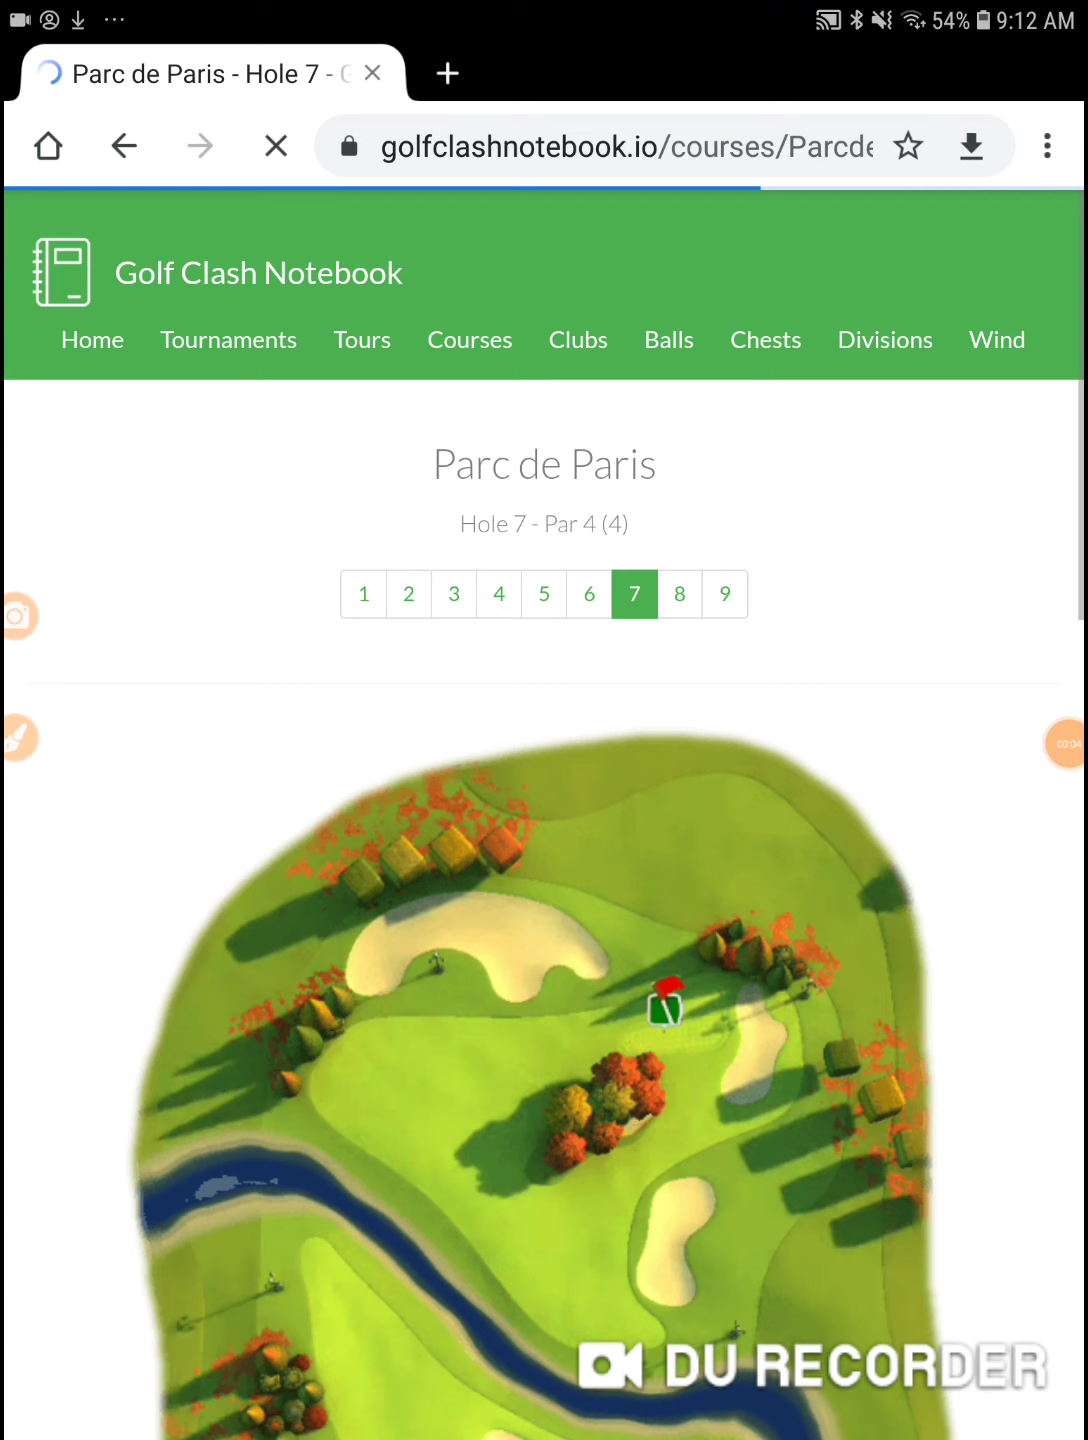 54% 9:12 AM
Parc de Paris - Hole 7 - G
golfclashnotebook.io/courses/Parcde
Golf Clash Notebook
Home Tournaments Tours Courses Clubs Balls Chests Divisions Wind
Parc de Paris
Hole 7 - Par 4 (4)
1 2 3 4 5 6 7 8 9
00:04
DU RECORDER